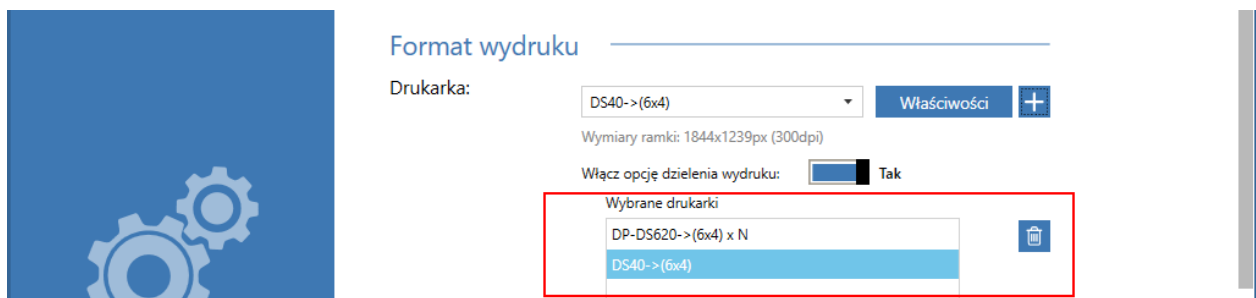 Format wydruku
Drukarka:
DS40->(6x4)
Właściwości
Wymiary ramki: 1844x1239px (300dpi)
Włącz opcję dzielenia wydruku:
Tak
Wybrane drukarki
DP-DS620->(6x4) x N
DS40->(6x4)